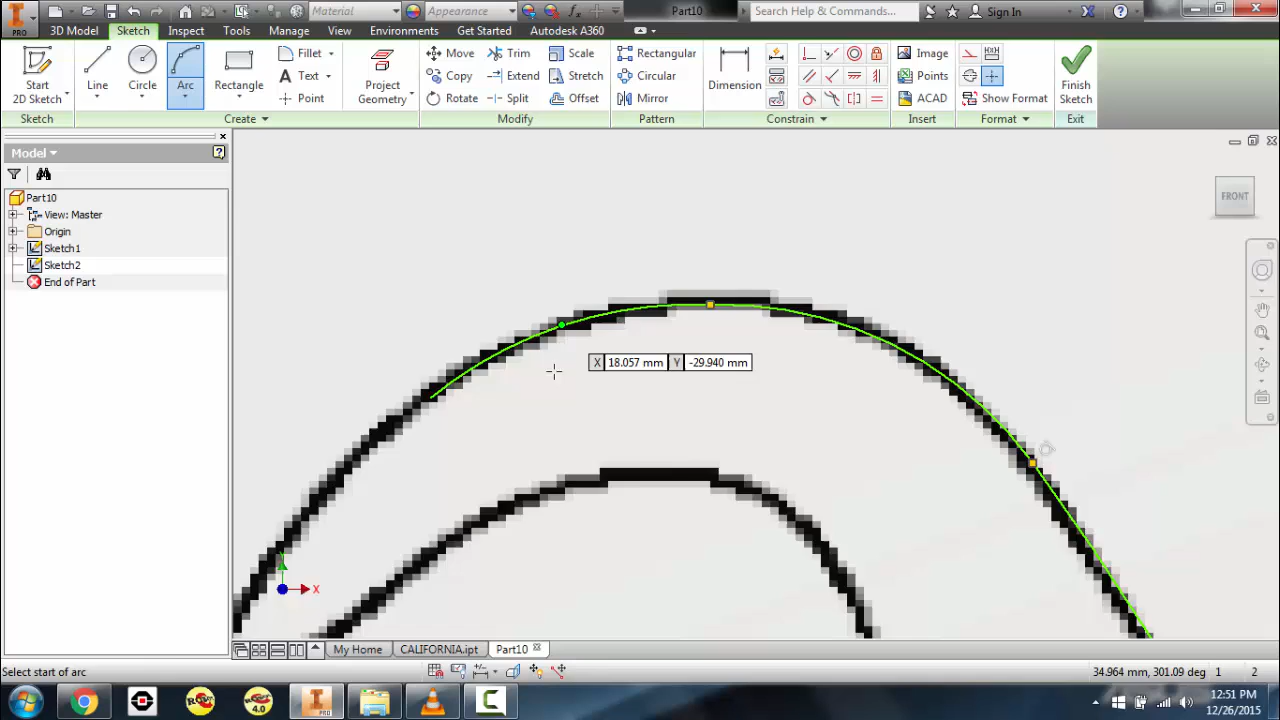 Material
Appearance
fx
Part10
Search Help & Commands...
Sign In
PRO
3D Model
Sketch
Inspect
Tools
Manage
View
Environments
Get Started
Autodesk A360
Start
2D Sketch
Line
Circle
Arc
Rectangle
Fillet
Text
Point
Project
Geometry
Move
Copy
Rotate
Trim
Extend
Split
Scale
Stretch
Offset
Rectangular
Circular
Mirror
Dimension
Image
Points
ACAD
Show Format
Finish
Sketch
Sketch
Create
Modify
Pattern
Constrain
Insert
Format
Exit
Model
Part10
View: Master
Origin
Sketch1
Sketch2
End of Part
FRONT
X 18.057 mm Y -29.940 mm
X
My Home
CALIFORNIA.ipt
Part10
Select start of arc
34.964 mm, 301.09 deg 1 2
4.0
PRO
12:51 PM
12/26/2015